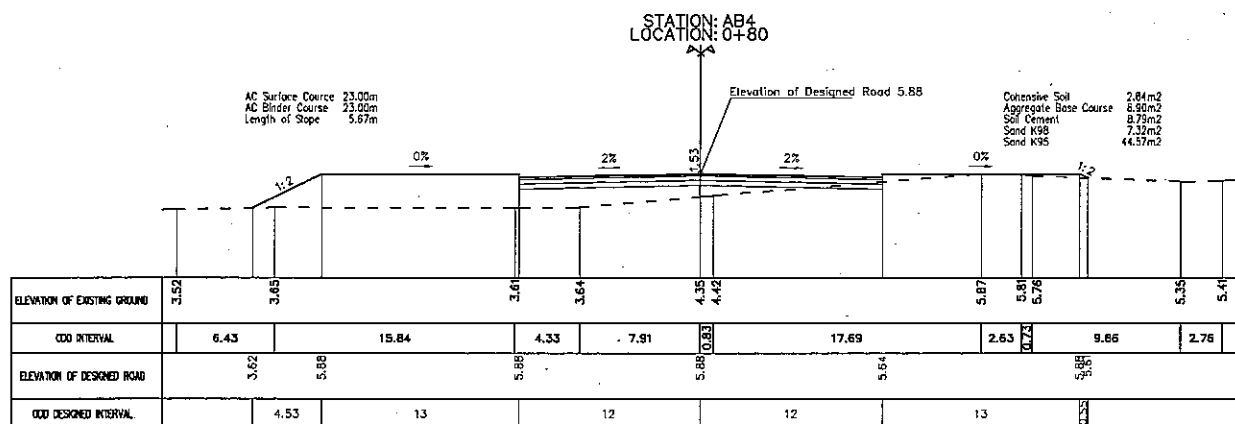 STATION: AB4
LOCATION: 0+80
AC Surface Cource 23.00m
AC Binder Course 23.00m
Length of Slope 5.67m
Elevation of Designed Road 5.88
Cohensive Soil 2.84m2
Aggregate Base Course 8.90m2
Soil Cement 8.79m2
Sand K98 7.32m2
Sand K95 44.57m2
1:2 0% 2% 1.53 2% 0% 1:2
ELEVATION OF EXISTING GROUND 3.52 3.65 3.61 3.64 4.35 4.42 5.87 5.81 5.76 5.35 5.41
ODD INTERVAL 6.43 15.84 4.33 7.91 0.83 17.69 2.63 0.73 9.86 2.76
ELEVATION OF DESIGNED ROAD 3.62 5.88 5.88 5.88 5.64 5.88 5.61
ODD DESIGNED INTERVAL 4.53 13 12 12 13 0.55